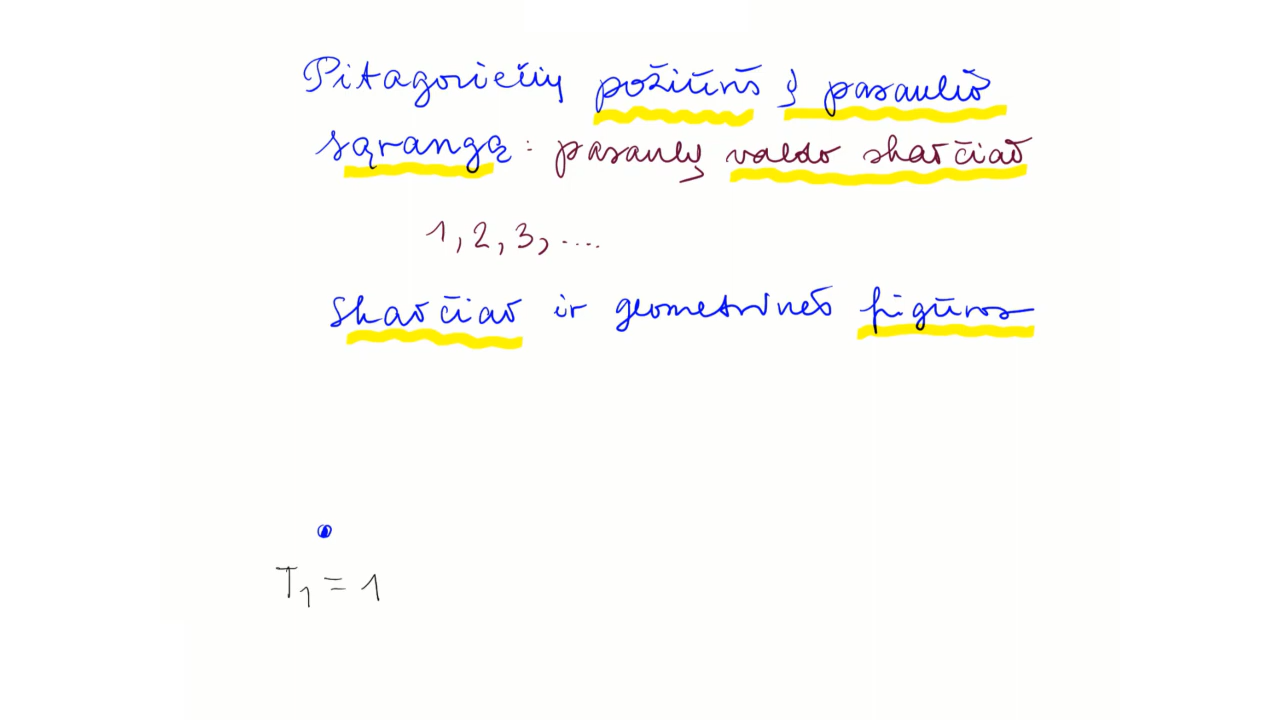 Pitagoriečių požiūris į pasaulio
sąrangą: pasaulį valdo skaičiai
1, 2, 3, ....
Skaičiai ir geometrinės figūros
T₁ = 1